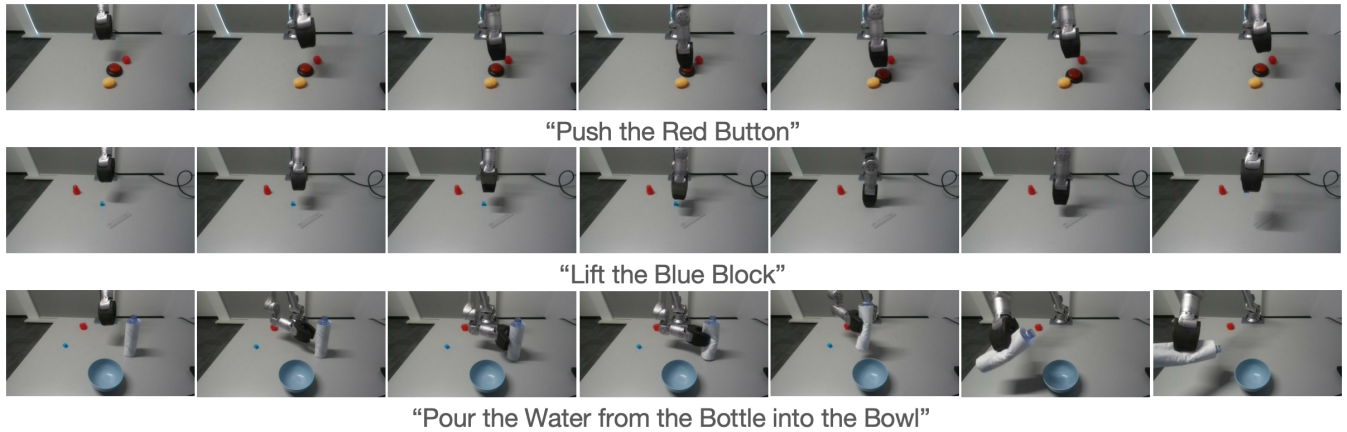 “Push the Red Button”
“Lift the Blue Block”
“Pour the Water from the Bottle into the Bowl”